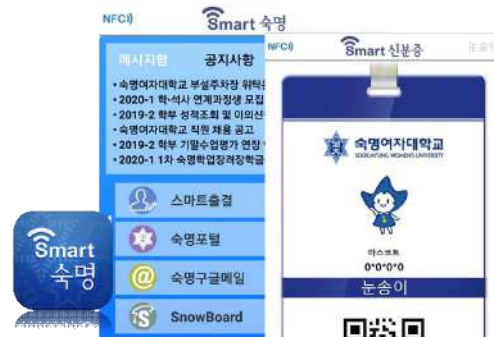 NFC
Smart 숙명
메시지함 공지사항
• 숙명여자대학교 부설주차장 위탁운
• 2020-1 학·석사 연계과정생 모집
• 2019-2 학부 성적조회 및 이의신
• 숙명여자대학교 직원 채용 공고
• 2019-2 학부 기말수업평가 연장
• 2020-1 1차 숙명학업장려장학금
스마트출결
숙명포털
@
숙명구글메일
S
SnowBoard
Smart
숙명
NFC
Smart 신분증
숙명여자대학교
SOOKMYUNG WOMEN'S UNIVERSITY
마스코트
0*0*0*0
눈송이